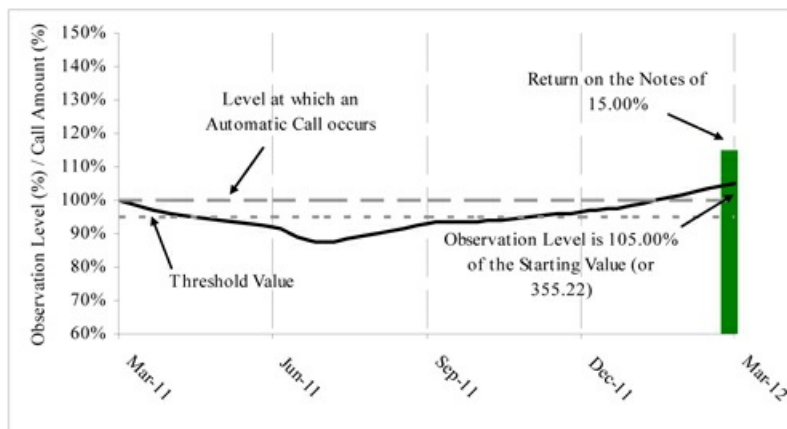 Observation Level (%) / Call Amount (%)
150%
140%
130%
120%
110%
100%
90%
80%
70%
60%
Level at which an
Automatic Call occurs
Return on the Notes of
15.00%
Threshold Value
Observation Level is 105.00%
of the Starting Value (or
355.22)
Mar-11
Jun-11
Sep-11
Dec-11
Mar-12